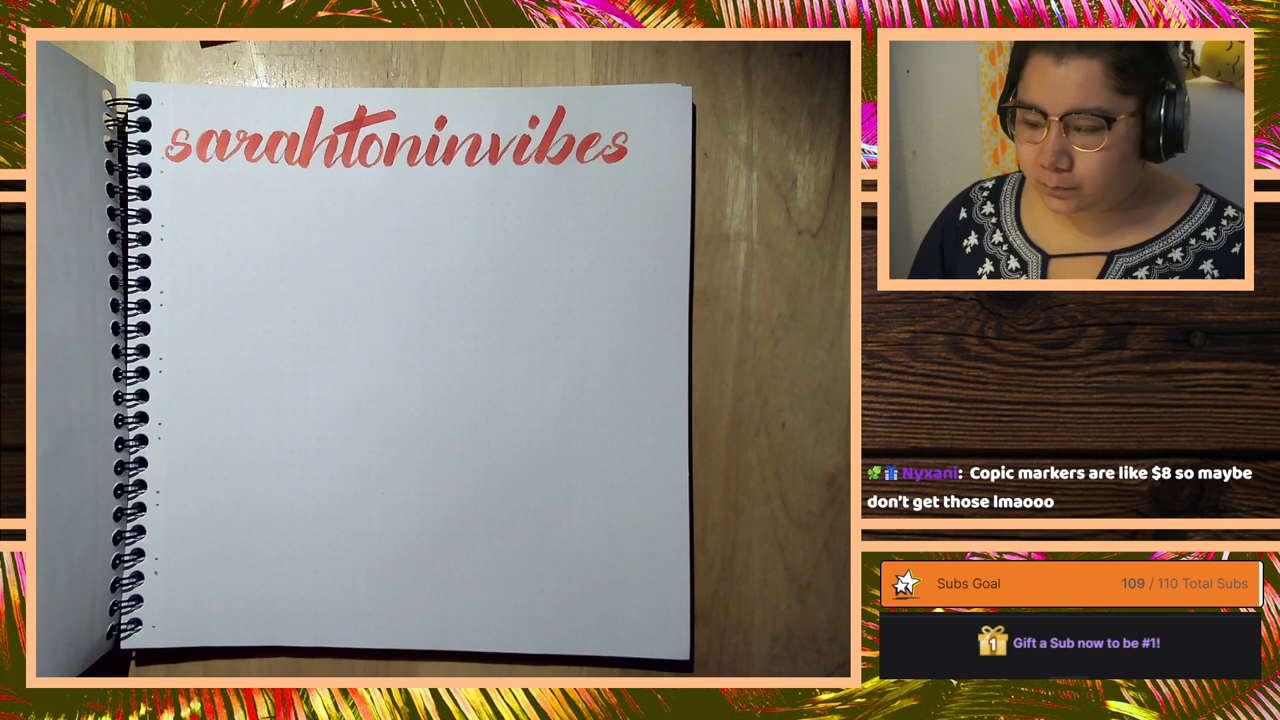 sarahtoninvibes
Nyxani: Copic markers are like $8 so maybe
don't get those lmaooo
Subs Goal 109 / 110 Total Subs
1 Gift a Sub now to be #1!